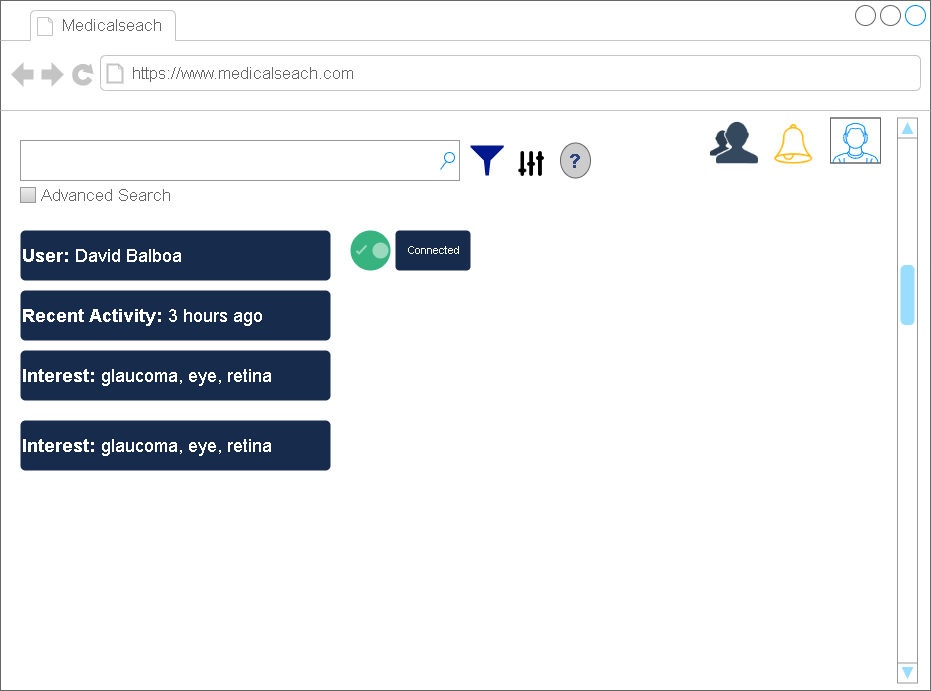 Medicalseach
https://www.medicalseach.com
?
Advanced Search
User: David Balboa
Connected
Recent Activity: 3 hours ago
Interest: glaucoma, eye, retina
Interest: glaucoma, eye, retina